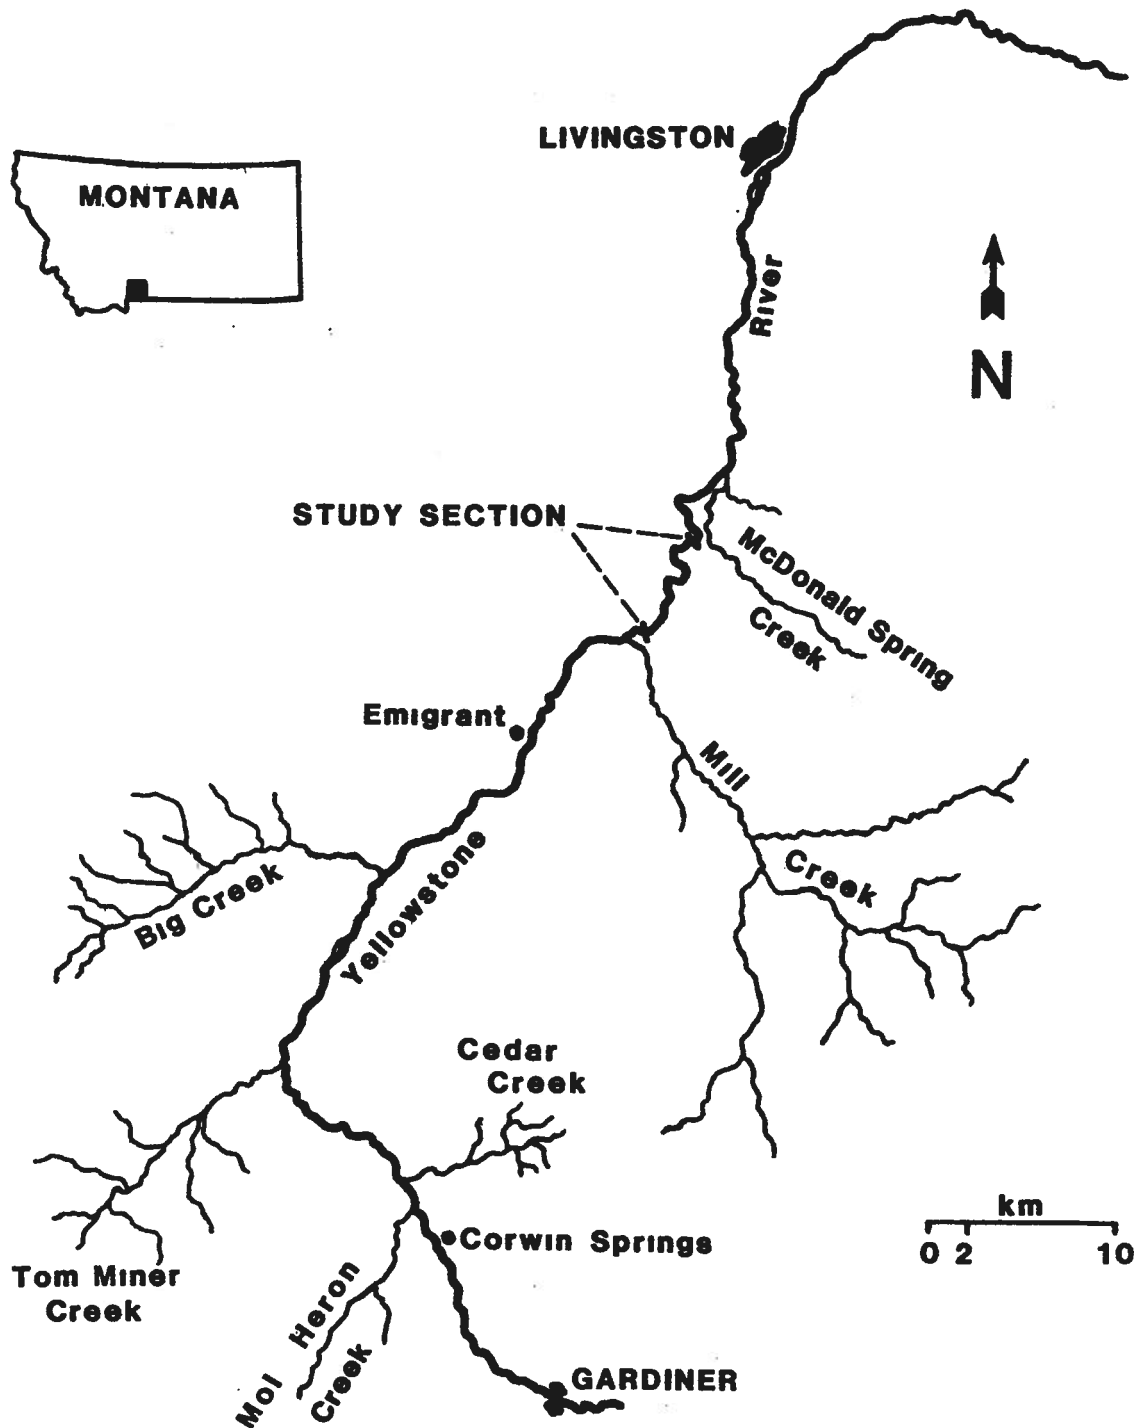 LIVINGSTON
MONTANA
River
N
STUDY SECTION
McDonald Spring
Creek
Emigrant
Mill
Creek
Big Creek
Yellowstone
Cedar
Creek
km
0 2 10
Corwin Springs
Tom Miner
Creek
Mol Heron
Creek
GARDINER